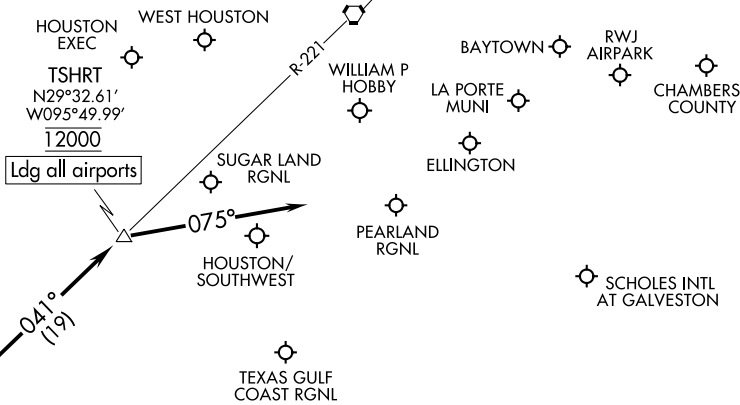 HOUSTON
EXEC
WEST HOUSTON
TSHRT
N29°32.61’
W095°49.99’
12000
Ldg all airports
R-221
WILLIAM P
HOBBY
BAYTOWN
RWJ
AIRPARK
LA PORTE
MUNI
CHAMBERS
COUNTY
ELLINGTON
SUGAR LAND
RGNL
075°
PEARLAND
RGNL
HOUSTON/
SOUTHWEST
SCHOLES INTL
AT GALVESTON
041°
(19)
TEXAS GULF
COAST RGNL